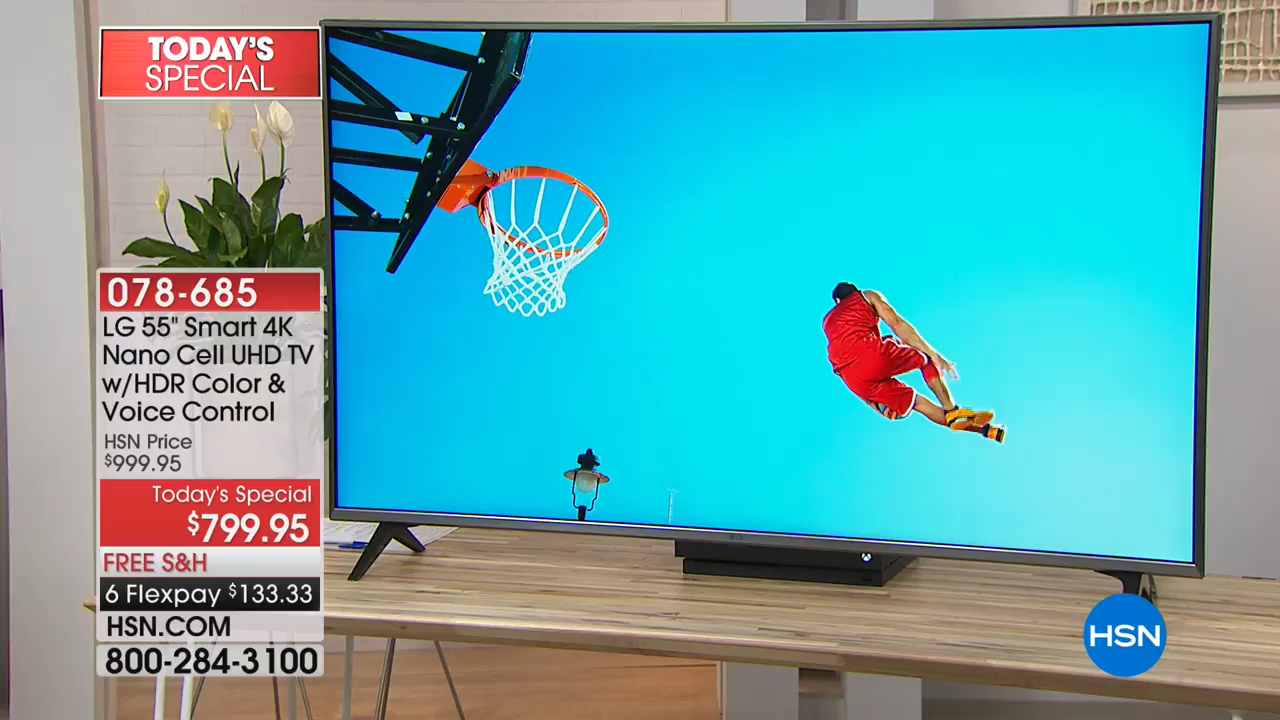 TODAY'S
SPECIAL
078-685
LG 55" Smart 4K
Nano Cell UHD TV
w/HDR Color &
Voice Control
HSN Price
$999.95
Today's Special
$799.95
FREE S&H
6 Flexpay $133.33
HSN.COM
800-284-3100
LG
HSN